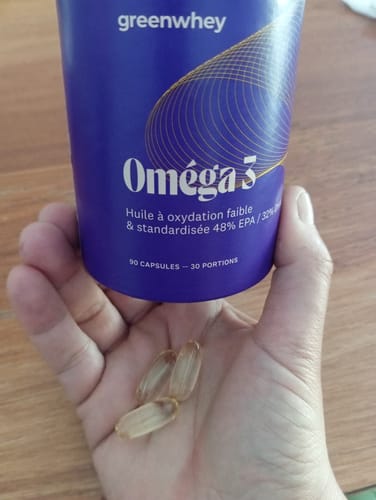 greenwhey
Oméga 3
Huile à oxydation faible
& standardisée 48% EPA / 32%
90 CAPSULES — 30 PORTIONS